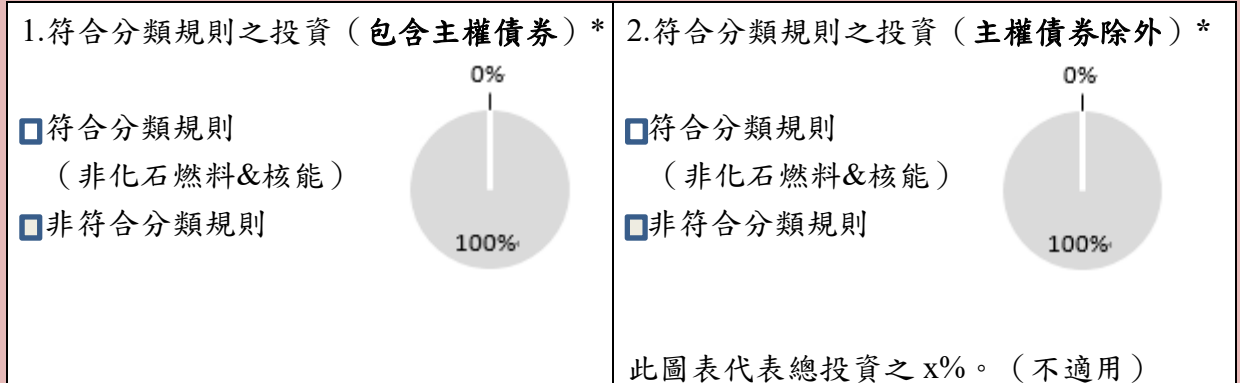 1.符合分類規則之投資（包含主權債券）*
0%
符合分類規則
（非化石燃料&核能）
非符合分類規則
100%
2.符合分類規則之投資（主權債券除外）*
0%
符合分類規則
（非化石燃料&核能）
非符合分類規則
100%
此圖表代表總投資之 x%。（不適用）